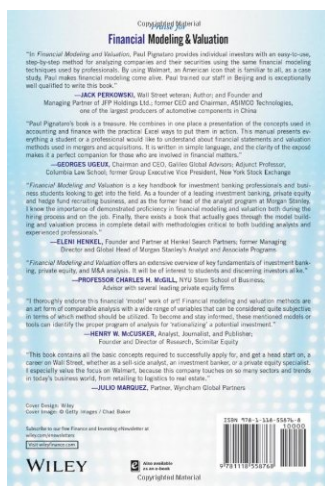 Copyrighted Material
Praise for
Financial Modeling & Valuation
"In Financial Modeling and Valuation, Paul Pignataro provides individual investors with an easy-to-use,
step-by-step method for analyzing companies and their securities using the same financial modeling
techniques used by professionals. By using Walmart, an American icon that is familiar to all, as a case
study, Paul makes financial modeling come alive. Paul trained our staff in Beijing and is exceptionally
well qualified to write this book."
—JACK PERKOWSKI, Wall Street veteran; Author; and Founder and
Managing Partner of JFP Holdings Ltd.; former CEO and Chairman, ASIMCO Technologies,
one of the largest producers of automotive components in China
"Paul Pignataro's book is a treasure. He combines in one place a presentation of the concepts used in
accounting and finance with the practical Excel ways to put them in action. This manual presents ev-
erything a student or a professional would like to understand about financial statements and valuation
methods used in mergers and acquisitions. It is written in simple language, and the clarity of the exposé
makes it a perfect companion for those who are involved in financial matters."
—GEORGES UGEUX, Chairman and CEO, Galileo Global Advisors; Adjunct Professor,
Columbia Law School; former Group Executive Vice President, New York Stock Exchange
"Financial Modeling and Valuation is a key handbook for investment banking professionals and busi-
ness students looking to get into the field. As a founder of a leading investment banking, private equity
and hedge fund recruiting business, and as the former head of the analyst program at Morgan Stanley,
I know the importance of demonstrated proficiency in financial modeling and valuation both during the
hiring process and on the job. Finally, there exists a book that actually goes through the model build-
ing and valuation process in complete detail with methodologies critical to both budding analysts and
experienced professionals."
—ELENI HENKEL, Founder and Partner at Henkel Search Partners; former Managing
Director and Global Head of Morgan Stanley's Analyst and Associate Programs
"Financial Modeling and Valuation offers an extensive overview of key fundamentals of investment bank-
ing, private equity, and M&A analysis. It will be of interest to students and discerning investors alike."
—PROFESSOR CHARLES H. McGILL, NYU Stern School of Business;
Advisor with several leading private equity firms
"I thoroughly endorse this financial 'model' work of art! Financial modeling and valuation methods are
an art form of comparable analysis with a wide range of variables that can be considered quite subjective
in terms of which method should be utilized. To become and stay informed, these mentioned models or
tools can identify the proper program of analysis for 'rationalizing' a potential investment."
—HENRY W. McCUSKER, Analyst, Journalist, and Publisher;
Founder and Director of Research, Scimitar Equity
"This book contains all the basic concepts required to successfully apply for, and get a head start on, a
career on Wall Street, whether as a sell-side analyst, an investment banker, or a private equity specialist.
I especially value the focus on Walmart, because this company touches on so many sectors and trends
in today's business world, from retailing to logistics to real estate."
—JULIO MARQUEZ, Partner, Wyncham Global Partners
Cover Design: Wiley
Cover Image: © Getty Images / Chad Baker
Subscribe to our free Finance and Investing eNewsletter at
wiley.com/enewsletters
Visit wileyfinance.com
WILEY
Also available
as an e-book
ISBN 978-1-118-55876-8
10000
9 781118 558768
Copyrighted Material